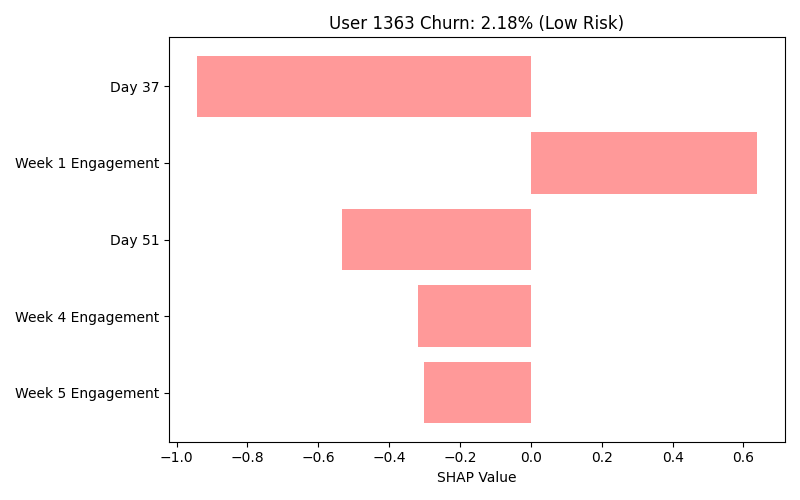 User 1363 Churn: 2.18% (Low Risk)
Day 37
Week 1 Engagement
Day 51
Week 4 Engagement
Week 5 Engagement
−1.0 −0.8 −0.6 −0.4 −0.2 0.0 0.2 0.4 0.6
SHAP Value